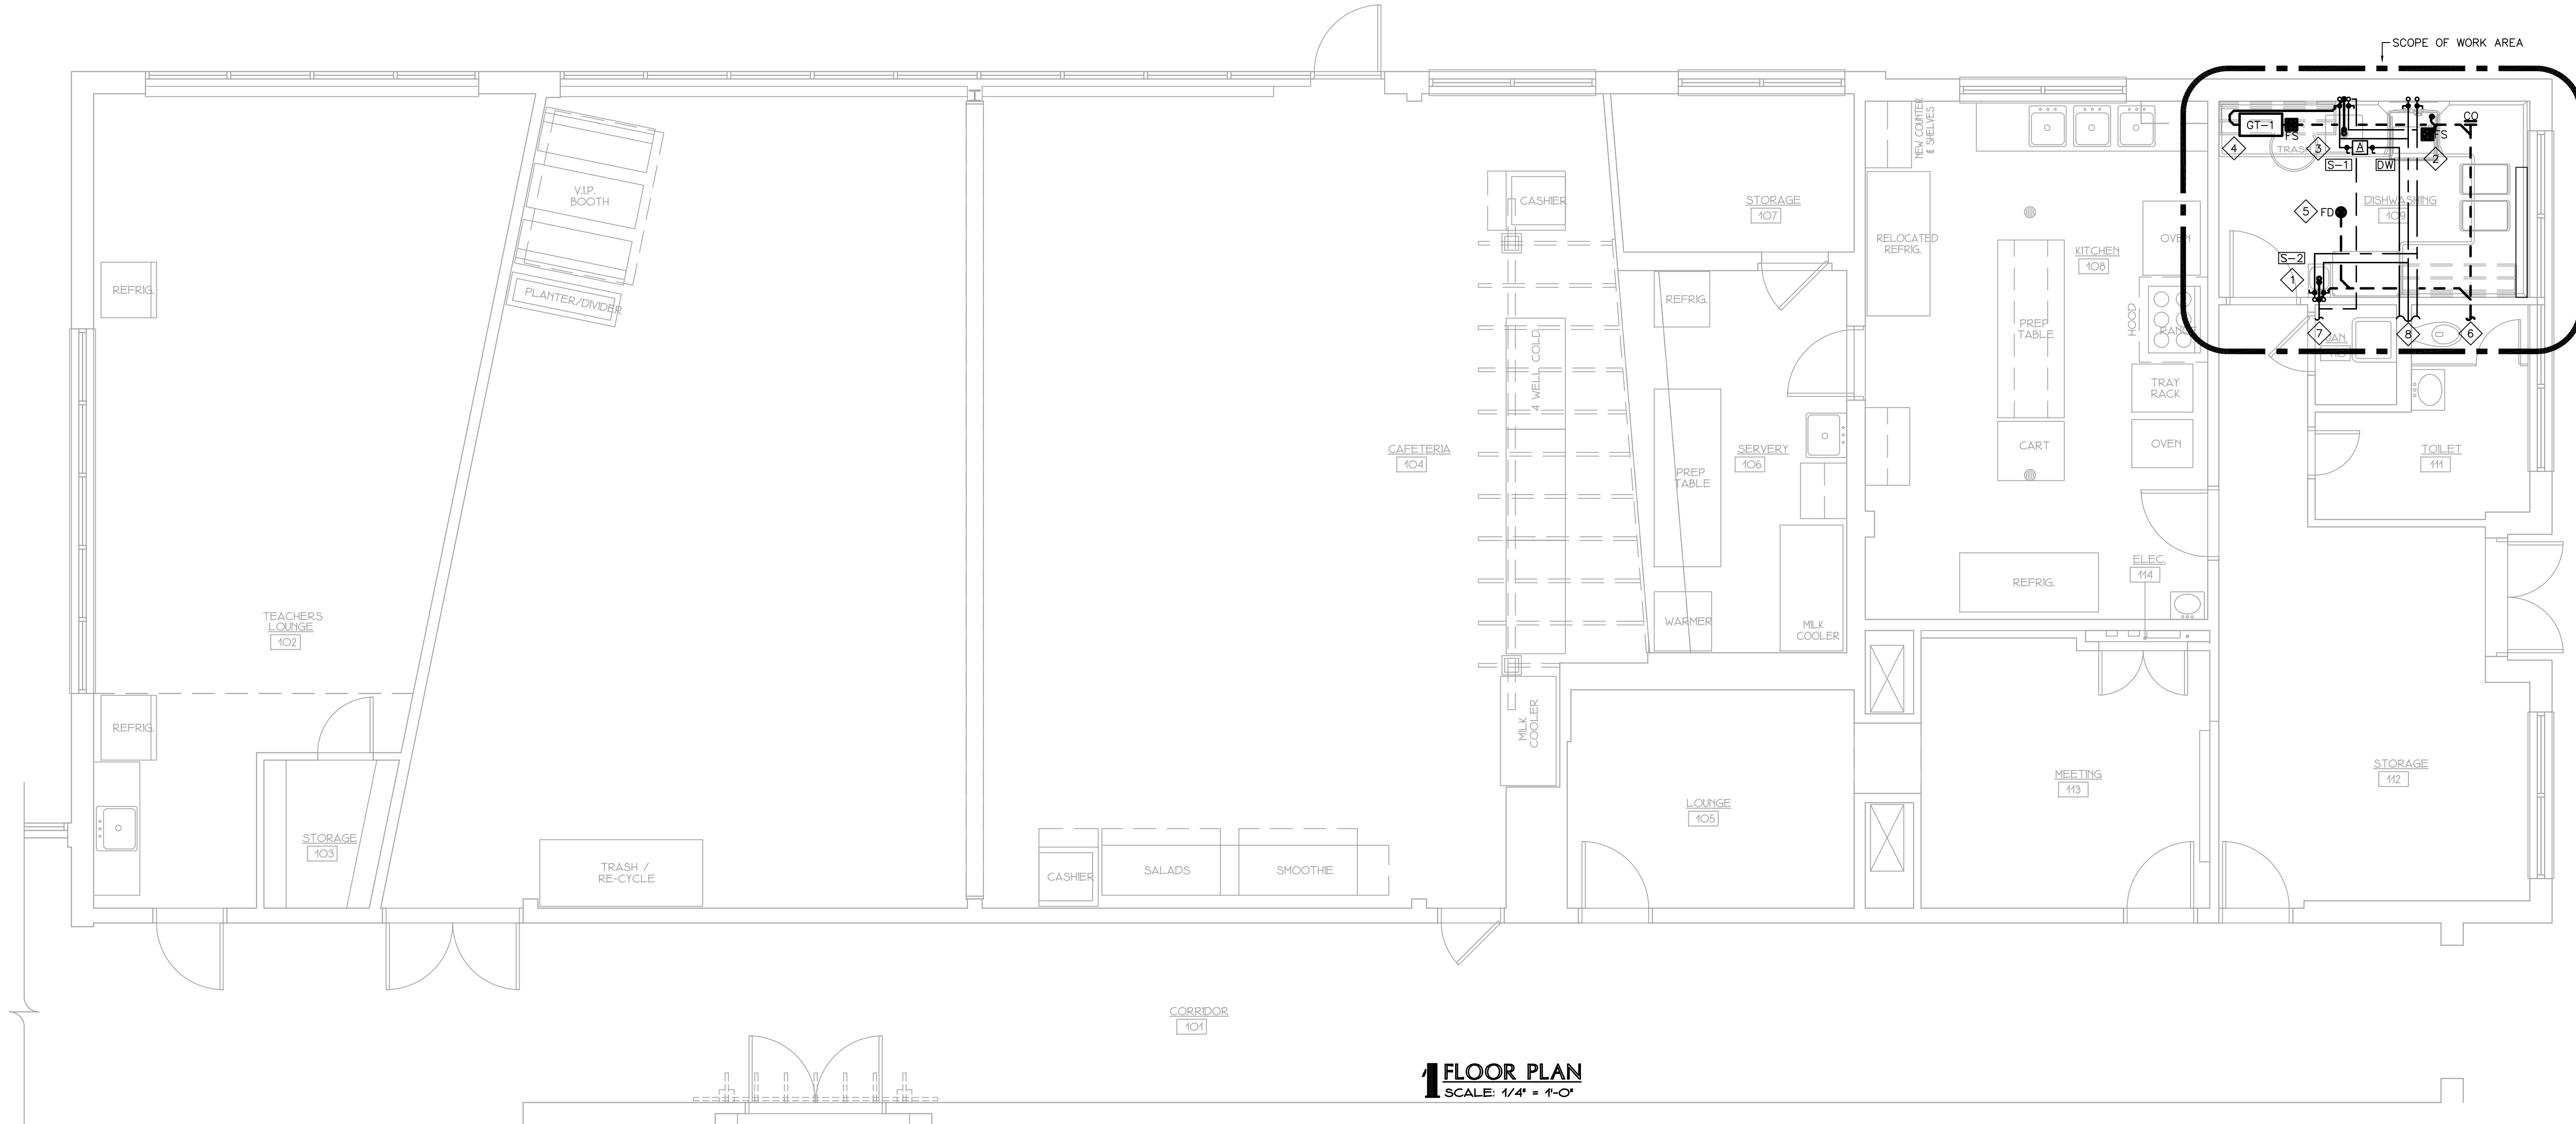 SCOPE OF WORK AREA
CO
GT-1
FS
FS
TRASH
4
3
A
2
S-1
DW
NEW COUNTER
& SHELVES
V.I.P.
BOOTH
CASHIER
STORAGE
107
DISHWASHING
109
5
FD
RELOCATED
REFRIG.
OVEN
KITCHEN
108
S-2
1
REFRIG.
PLANTER/DIVIDER
REFRIG.
PREP
TABLE
HOOD
RANGE
7
8
6
JAN.
110
4 WELL COLD
TRAY
RACK
CAFETERIA
104
SERVERY
106
CART
OVEN
TOILET
111
PREP
TABLE
ELEC.
114
REFRIG.
TEACHERS
LOUNGE
102
WARMER
MILK
COOLER
REFRIG.
MILK
COOLER
STORAGE
112
MEETING
113
LOUNGE
105
STORAGE
103
TRASH /
RE-CYCLE
CASHIER
SALADS
SMOOTHIE
CORRIDOR
101
1 FLOOR PLAN
SCALE: 1/4" = 1'-0"